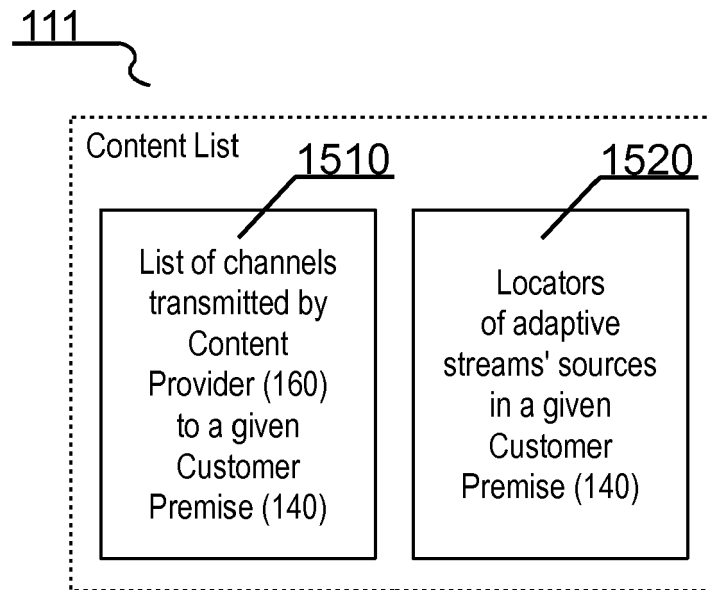 111
Content List
1510
1520
List of channels
transmitted by
Content
Provider (160)
to a given
Customer
Premise (140)
Locators
of adaptive
streams' sources
in a given
Customer
Premise (140)